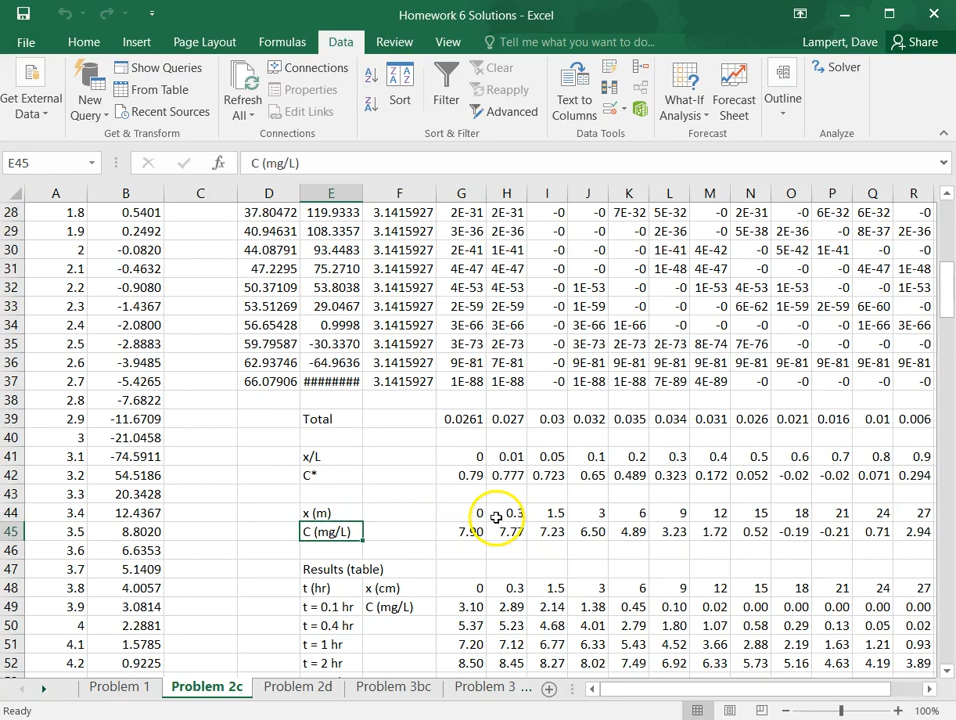 Homework 6 Solutions - Excel
File Home Insert Page Layout Formulas Data Review View Tell me what you want to do... Lampert, Dave Share
Get External Data New Query Show Queries From Table Recent Sources Refresh All Connections Properties Edit Links Sort Filter Clear Reapply Advanced Text to Columns What-If Analysis Forecast Sheet Outline Solver
Get & Transform Connections Sort & Filter Data Tools Forecast Analyze
E45 fx C (mg/L)
A B C D E F G H I J K L M N O P Q R
28 1.8 0.5401 37.80472 119.9333 3.1415927 2E-31 2E-31 -0 -0 7E-32 5E-32 -0 2E-31 -0 6E-32 6E-32 -0
29 1.9 0.2492 40.94631 108.3357 3.1415927 3E-36 2E-36 -0 -0 -0 2E-36 -0 5E-38 2E-36 -0 8E-37 2E-36
30 2 -0.0820 44.08791 93.4483 3.1415927 2E-41 1E-41 -0 -0 -0 1E-41 4E-42 -0 5E-42 1E-41 -0 -0
31 2.1 -0.4632 47.2295 75.2710 3.1415927 4E-47 4E-47 -0 -0 -0 1E-48 4E-47 -0 -0 -0 4E-47 1E-48
32 2.2 -0.9080 50.37109 53.8038 3.1415927 4E-53 4E-53 -0 1E-53 -0 -0 1E-53 4E-53 1E-53 -0 -0 1E-53
33 2.3 -1.4367 53.51269 29.0467 3.1415927 2E-59 2E-59 -0 1E-59 -0 -0 -0 6E-62 1E-59 2E-59 6E-60 -0
34 2.4 -2.0800 56.65428 0.9998 3.1415927 3E-66 2E-66 -0 3E-66 1E-66 -0 -0 -0 -0 -0 1E-66 3E-66
35 2.5 -2.8883 59.79587 -30.3370 3.1415927 3E-73 2E-73 -0 3E-73 2E-73 2E-73 8E-74 7E-76 -0 -0 -0 -0
36 2.6 -3.9485 62.93746 -64.9636 3.1415927 9E-81 7E-81 -0 9E-81 9E-81 9E-81 9E-81 9E-81 9E-81 9E-81 9E-81 9E-81
37 2.7 -5.4265 66.07906 ######## 3.1415927 1E-88 1E-88 -0 1E-88 1E-88 7E-89 4E-89 -0 -0 -0 -0 -0
38 2.8 -7.6822
39 2.9 -11.6709 Total 0.0261 0.027 0.03 0.032 0.035 0.034 0.031 0.026 0.021 0.016 0.01 0.006
40 3 -21.0458
41 3.1 -74.5911 x/L 0 0.01 0.05 0.1 0.2 0.3 0.4 0.5 0.6 0.7 0.8 0.9
42 3.2 54.5186 C* 0.79 0.777 0.723 0.65 0.489 0.323 0.172 0.052 -0.02 -0.02 0.071 0.294
43 3.3 20.3428
44 3.4 12.4367 x (m) 0 0.3 1.5 3 6 9 12 15 18 21 24 27
45 3.5 8.8020 C (mg/L) 7.90 7.77 7.23 6.50 4.89 3.23 1.72 0.52 -0.19 -0.21 0.71 2.94
46 3.6 6.6353
47 3.7 5.1409 Results (table)
48 3.8 4.0057 t (hr) x (cm) 0 0.3 1.5 3 6 9 12 15 18 21 24 27
49 3.9 3.0814 t = 0.1 hr C (mg/L) 3.10 2.89 2.14 1.38 0.45 0.10 0.02 0.00 0.00 0.00 0.00 0.00
50 4 2.2881 t = 0.4 hr 5.37 5.23 4.68 4.01 2.79 1.80 1.07 0.58 0.29 0.13 0.05 0.02
51 4.1 1.5785 t = 1 hr 7.20 7.12 6.77 6.33 5.43 4.52 3.66 2.88 2.19 1.63 1.21 0.93
52 4.2 0.9225 t = 2 hr 8.50 8.45 8.27 8.02 7.49 6.92 6.33 5.73 5.16 4.63 4.19 3.89
Problem 1 Problem 2c Problem 2d Problem 3bc Problem 3 ...
Ready 100%